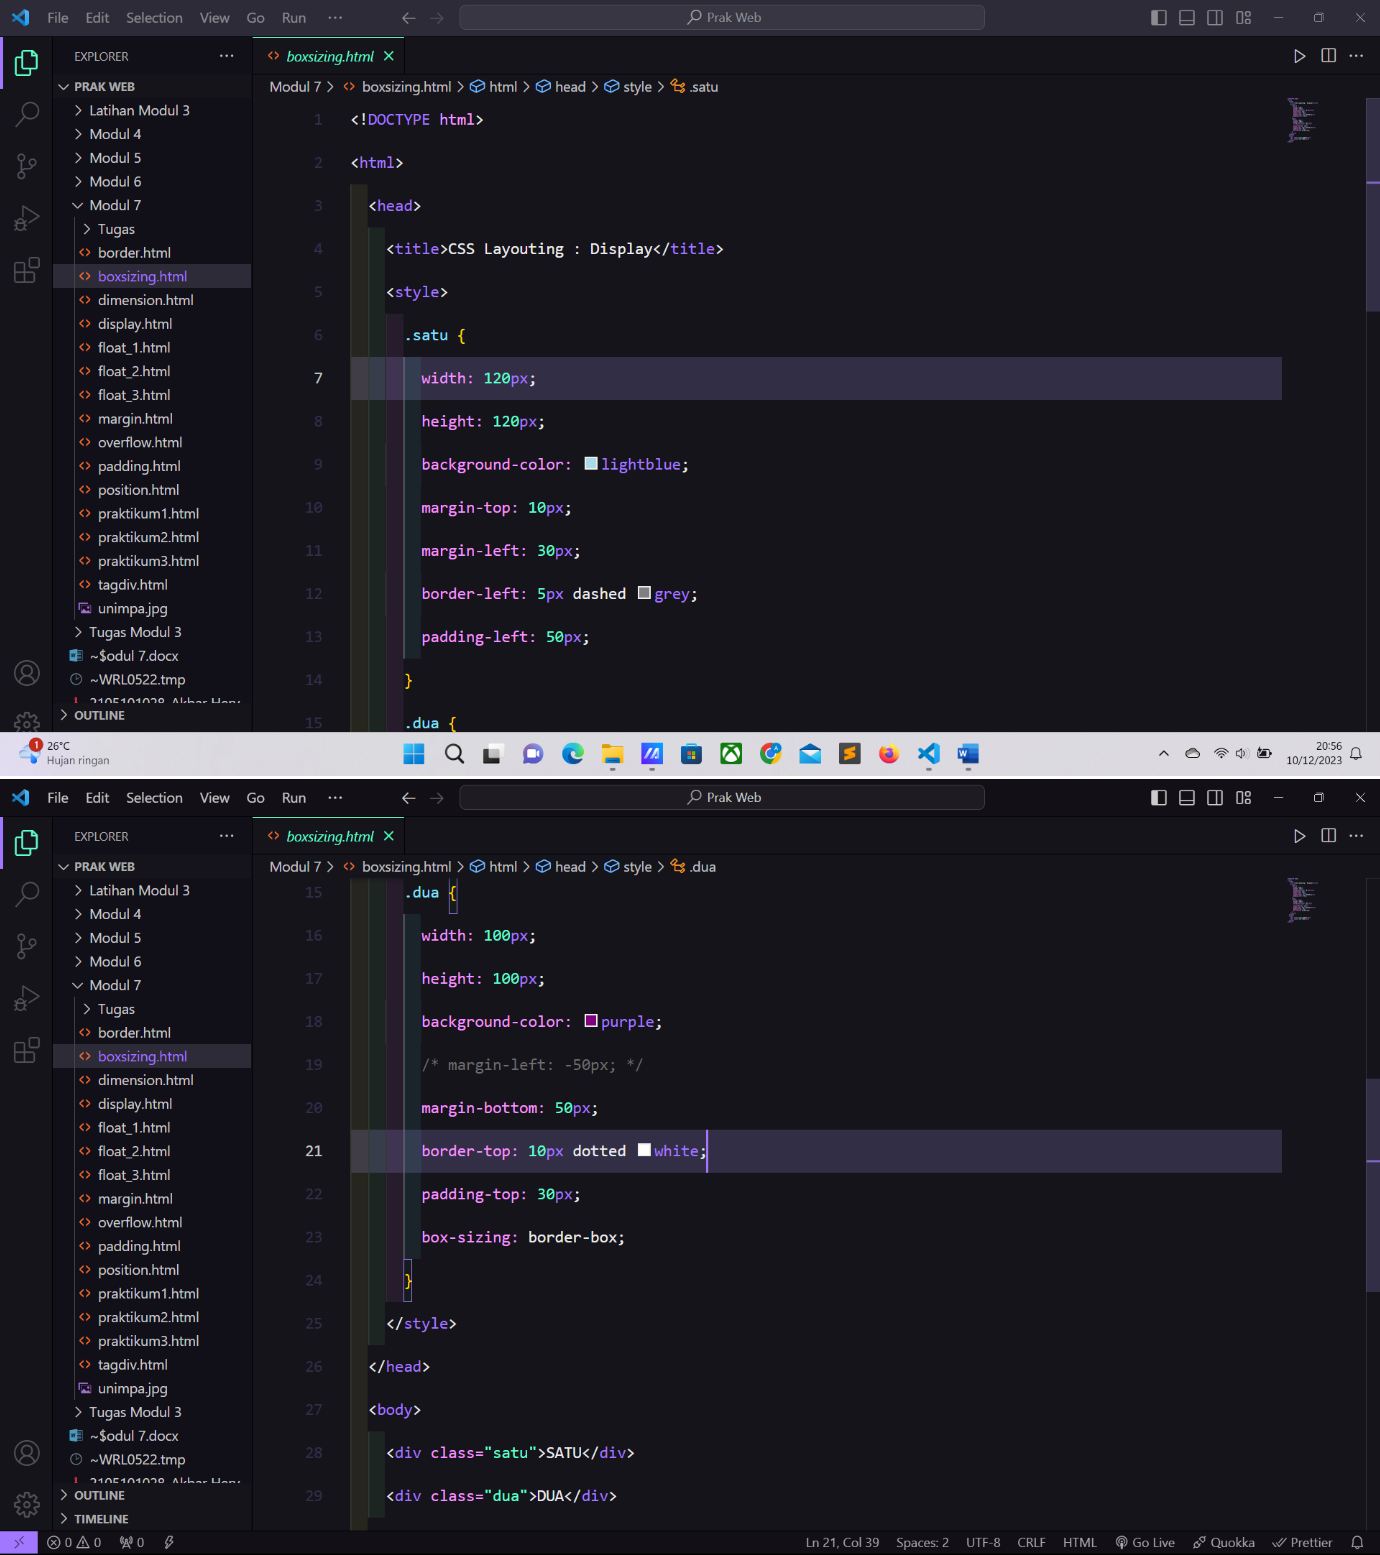 File Edit Selection View Go Run ··· Prak Web
EXPLORER ··· boxsizing.html
PRAK WEB Modul 7 > boxsizing.html > html > head > style > .satu
Latihan Modul 3
Modul 4
Modul 5
Modul 6
Modul 7
Tugas
border.html
boxsizing.html
dimension.html
display.html
float_1.html
float_2.html
float_3.html
margin.html
overflow.html
padding.html
position.html
praktikum1.html
praktikum2.html
praktikum3.html
tagdiv.html
unimpa.jpg
Tugas Modul 3
~$odul 7.docx
~WRL0522.tmp
OUTLINE
1 <!DOCTYPE html>
2 <html>
3 <head>
4 <title>CSS Layouting : Display</title>
5 <style>
6 .satu {
7 width: 120px;
8 height: 120px;
9 background-color: lightblue;
10 margin-top: 10px;
11 margin-left: 30px;
12 border-left: 5px dashed grey;
13 padding-left: 50px;
14 }
15 .dua {
1 26°C
Hujan ringan
20:56
10/12/2023
File Edit Selection View Go Run ··· Prak Web
EXPLORER ··· boxsizing.html
PRAK WEB Modul 7 > boxsizing.html > html > head > style > .dua
Latihan Modul 3
Modul 4
Modul 5
Modul 6
Modul 7
Tugas
border.html
boxsizing.html
dimension.html
display.html
float_1.html
float_2.html
float_3.html
margin.html
overflow.html
padding.html
position.html
praktikum1.html
praktikum2.html
praktikum3.html
tagdiv.html
unimpa.jpg
Tugas Modul 3
~$odul 7.docx
~WRL0522.tmp
OUTLINE
TIMELINE
15 .dua {
16 width: 100px;
17 height: 100px;
18 background-color: purple;
19 /* margin-left: -50px; */
20 margin-bottom: 50px;
21 border-top: 10px dotted white;
22 padding-top: 30px;
23 box-sizing: border-box;
24 }
25 </style>
26 </head>
27 <body>
28 <div class="satu">SATU</div>
29 <div class="dua">DUA</div>
0 0 0 Ln 21, Col 39 Spaces: 2 UTF-8 CRLF HTML Go Live Quokka Prettier